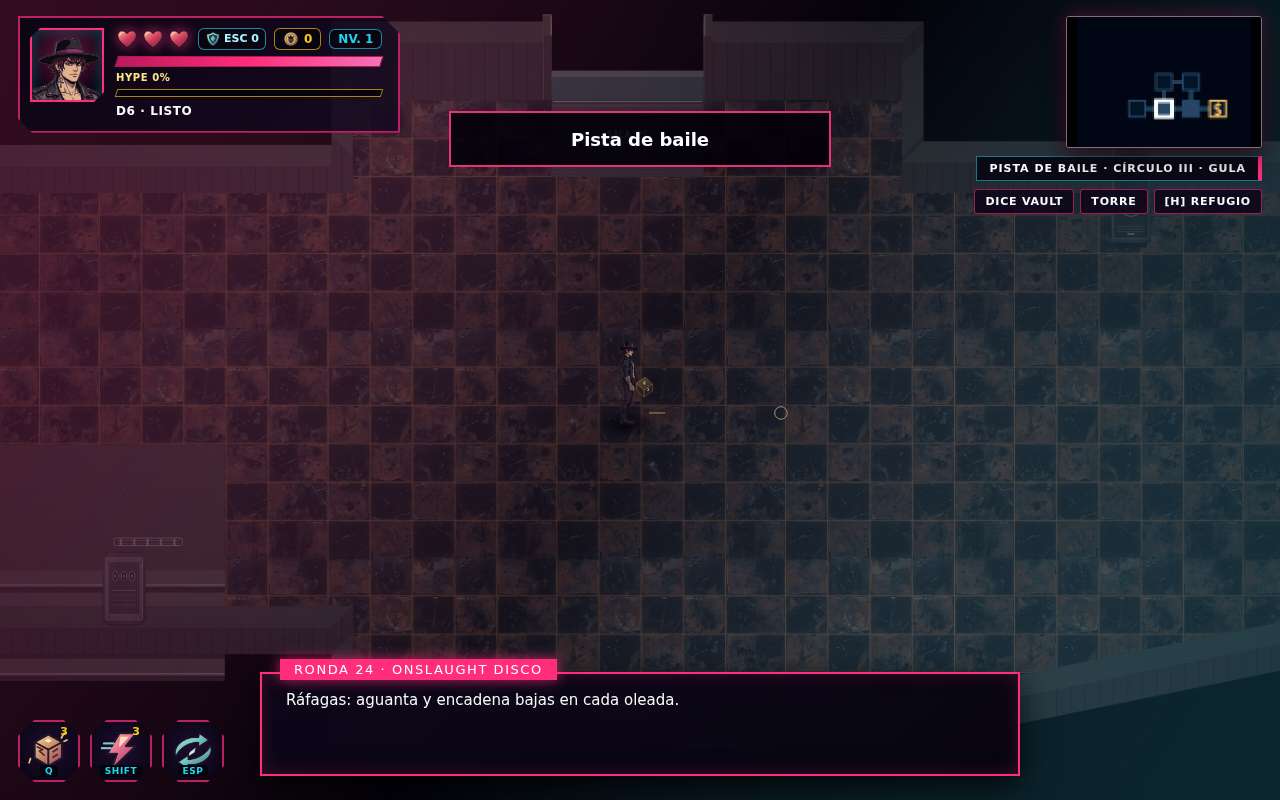 ESC 0
0
NV. 1
HYPE 0%
D6 · LISTO
Pista de baile
$
PISTA DE BAILE · CÍRCULO III · GULA
DICE VAULT
TORRE
[H] REFUGIO
RONDA 24 · ONSLAUGHT DISCO
Ráfagas: aguanta y encadena bajas en cada oleada.
3
Q
3
SHIFT
ESP